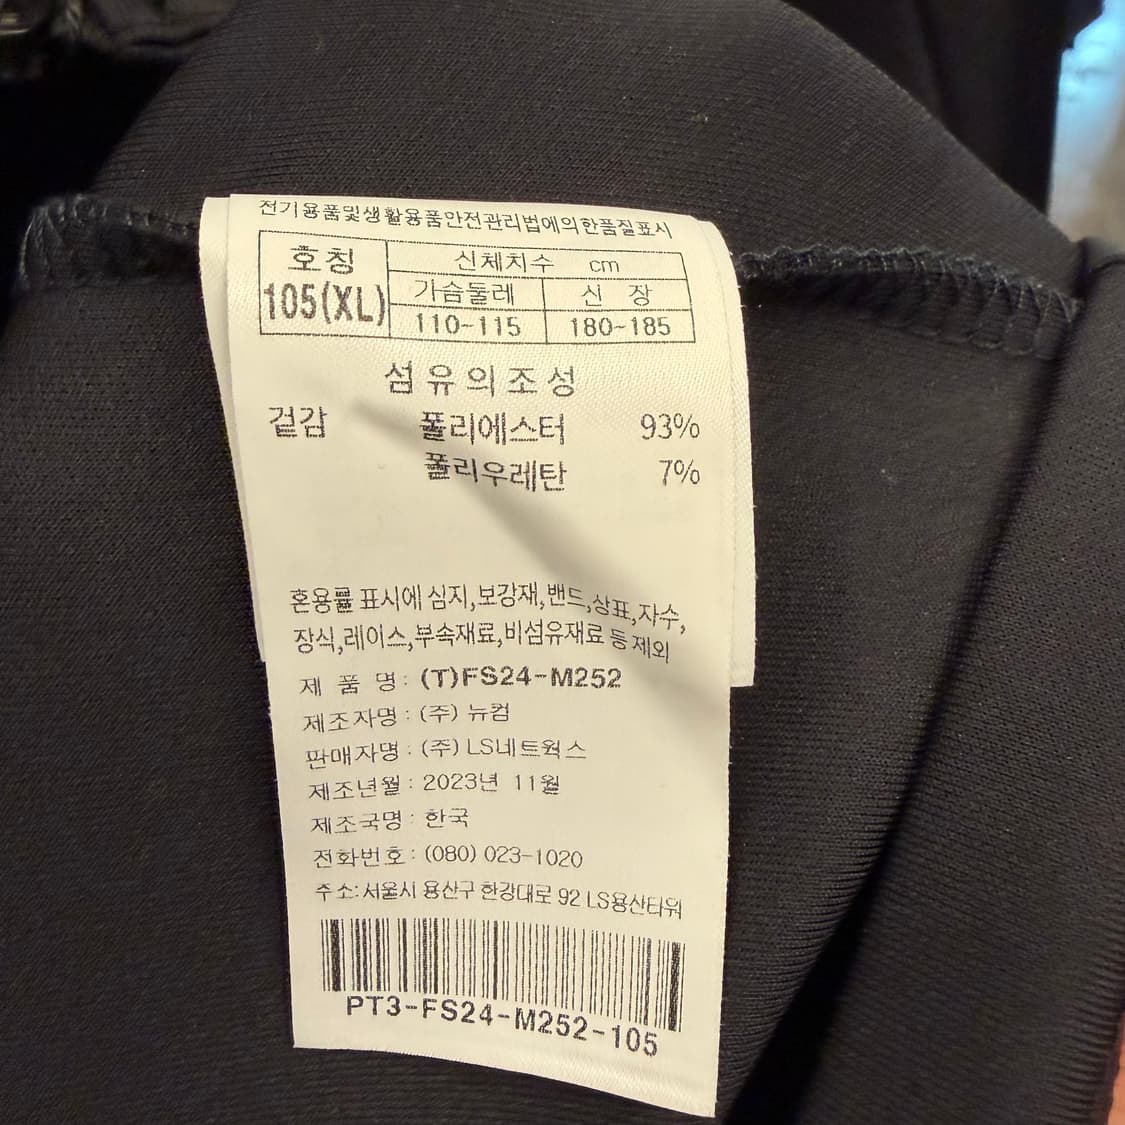 전기용품및생활용품안전관리법에의한품질표시
호칭 신체치수 cm
105(XL) 가슴둘레 신 장
110-115 180-185
섬유의조성
겉감 폴리에스터 93%
폴리우레탄 7%
혼용률 표시에 심지,보강재,밴드,상표,자수,
장식,레이스,부속재료,비섬유재료 등 제외
제 품 명: (T)FS24-M252
제조자명: (주) 뉴컴
판매자명: (주) LS네트웍스
제조년월: 2023년 11월
제조국명: 한국
전화번호: (080) 023-1020
주소:서울시 용산구 한강대로 92 LS용산타워
PT3-FS24-M252-105